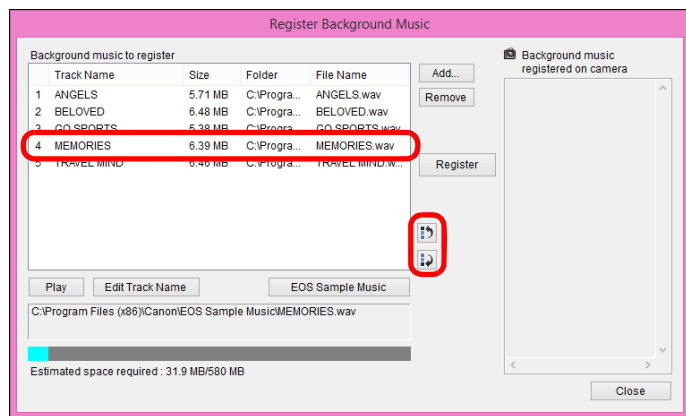 Register Background Music
Background music to register
Track Name Size Folder File Name
1 ANGELS 5.71 MB C:\Progra... ANGELS.wav
2 BELOVED 6.48 MB C:\Progra... BELOVED.wav
3 GO SPORTS 5.38 MB C:\Progra... GO SPORTS.wav
4 MEMORIES 6.39 MB C:\Progra... MEMORIES.wav
5 TRAVEL MIND 6.46 MB C:\Progra... TRAVEL MIND.w...
Add...
Remove
Register
Play Edit Track Name EOS Sample Music
C:\Program Files (x86)\Canon\EOS Sample Music\MEMORIES.wav
Estimated space required : 31.9 MB/580 MB
Background music
registered on camera
Close